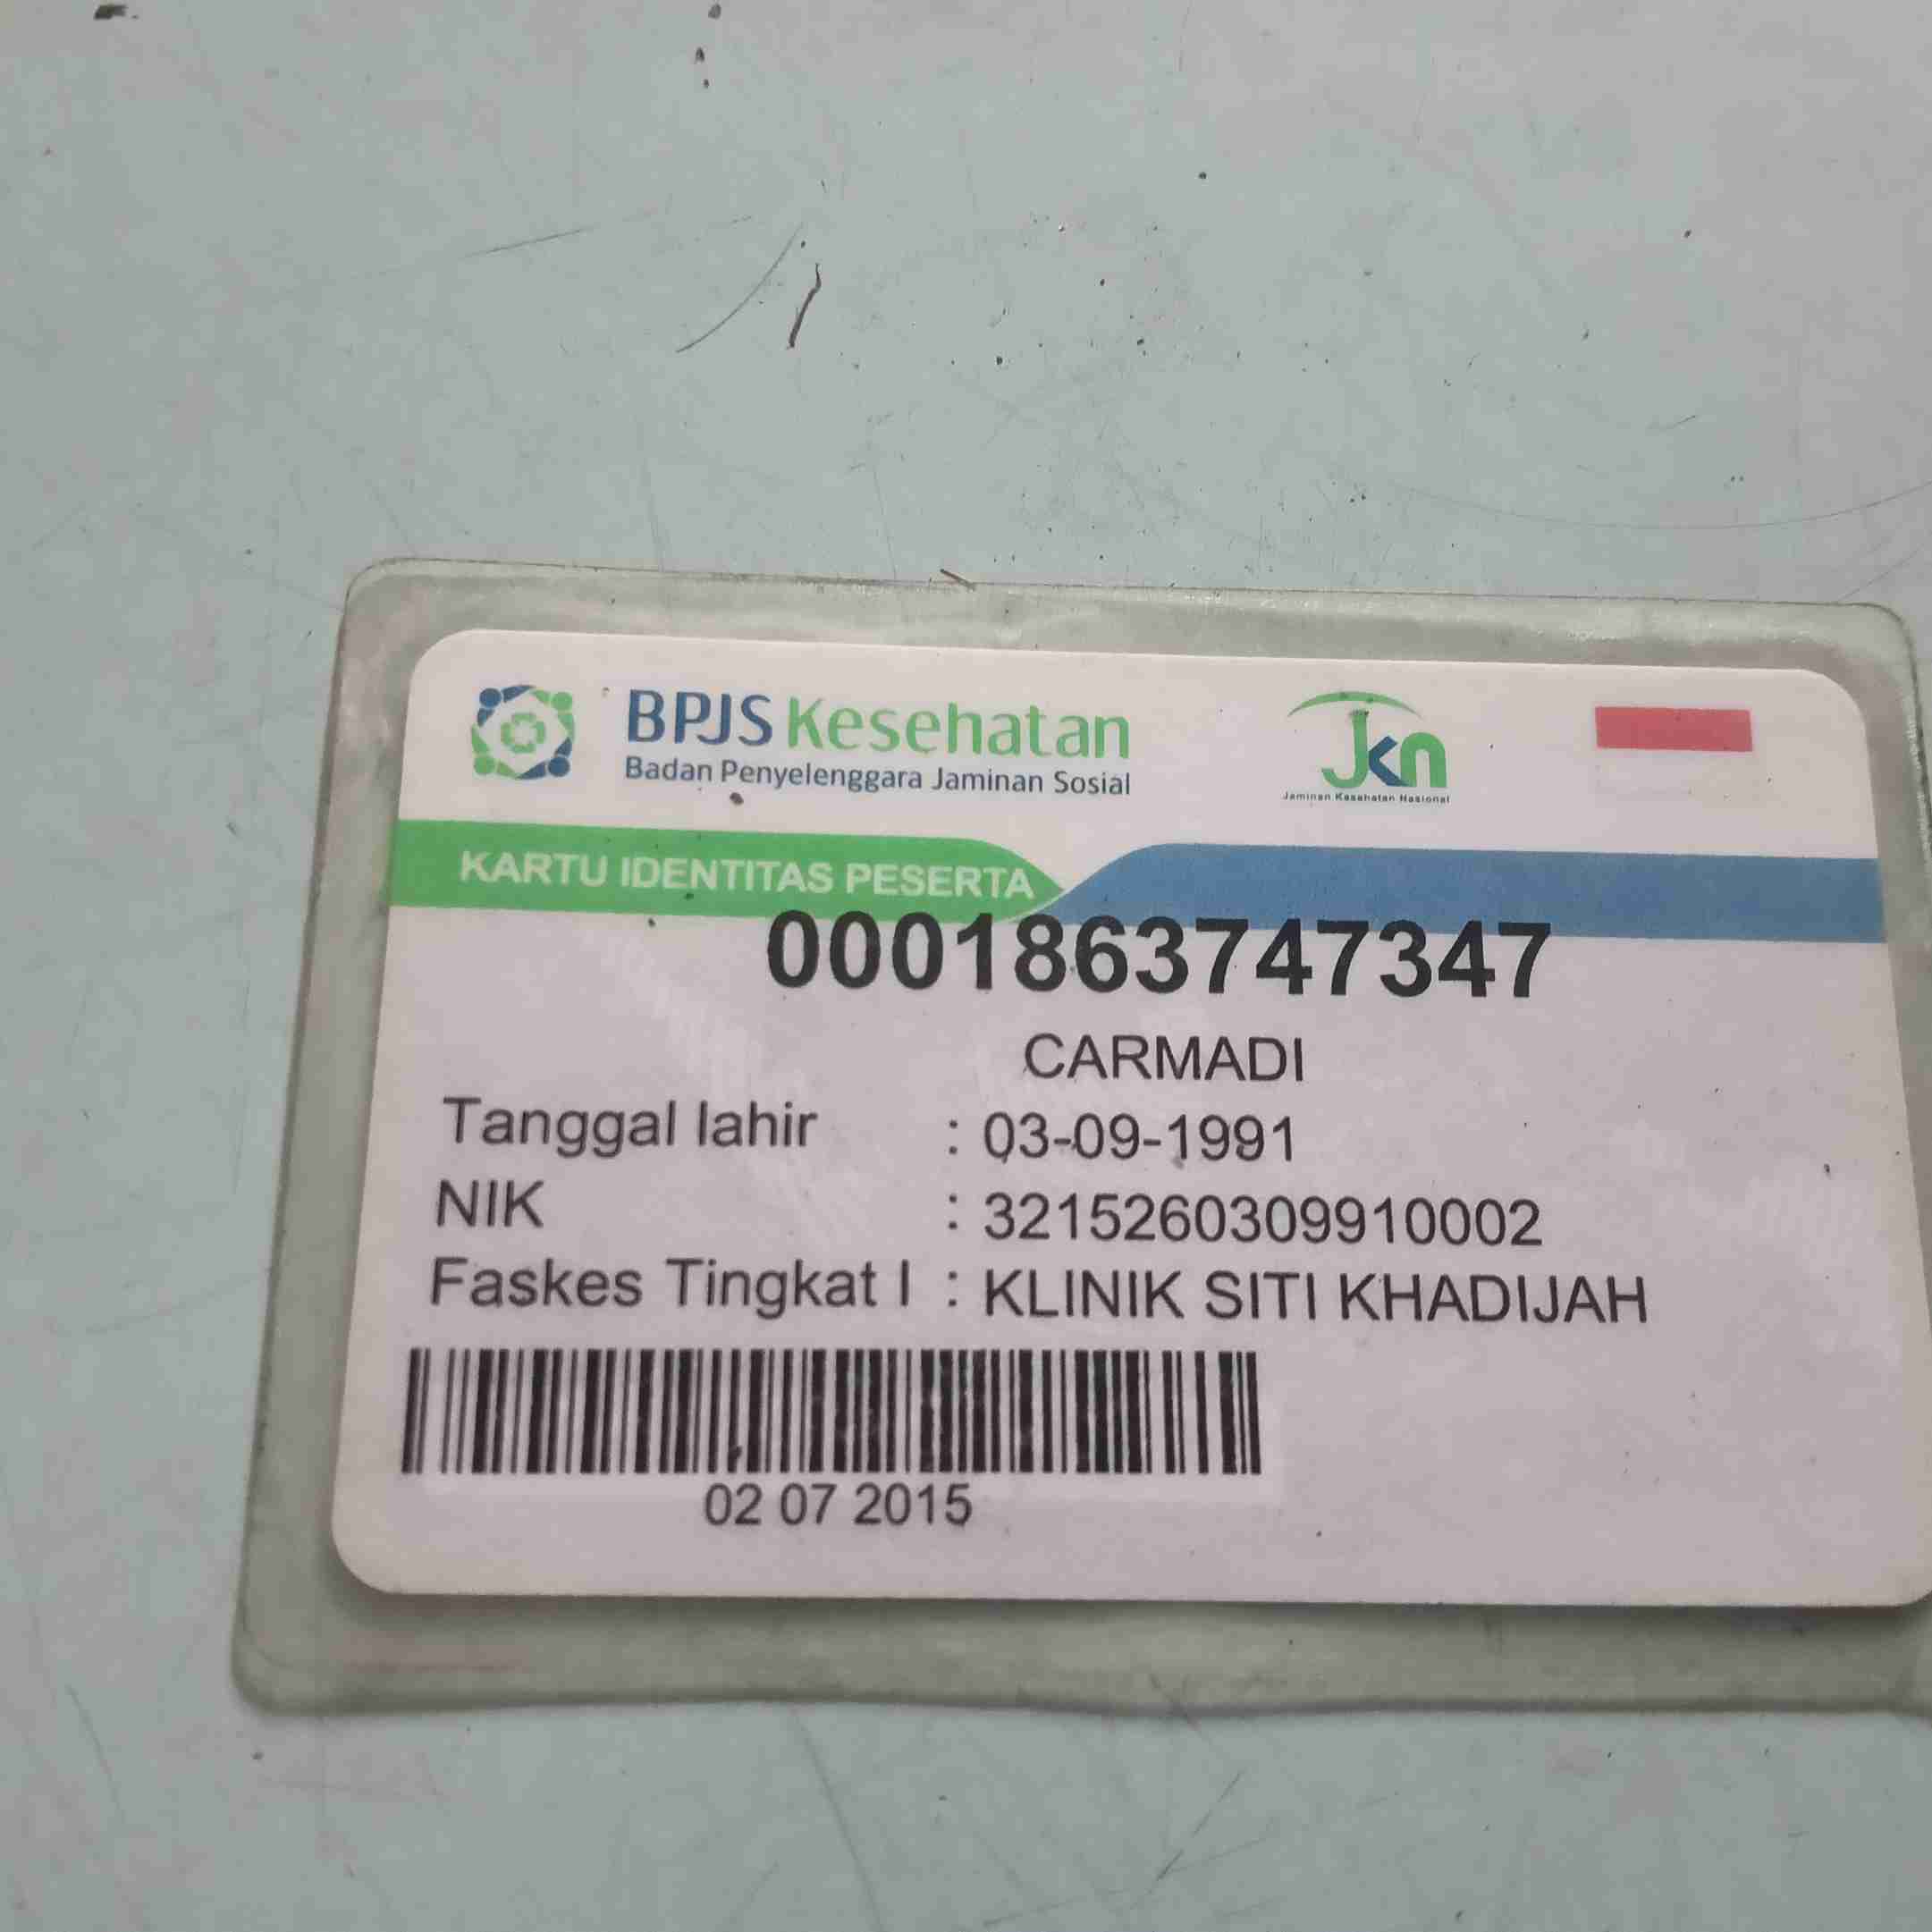 BPJS Kesehatan
Badan Penyelenggara Jaminan Sosial
Jkn
Jaminan Kesehatan Nasional
KARTU IDENTITAS PESERTA
0001863747347
CARMADI
Tanggal lahir : 03-09-1991
NIK : 3215260309910002
Faskes Tingkat I : KLINIK SITI KHADIJAH
02 07 2015